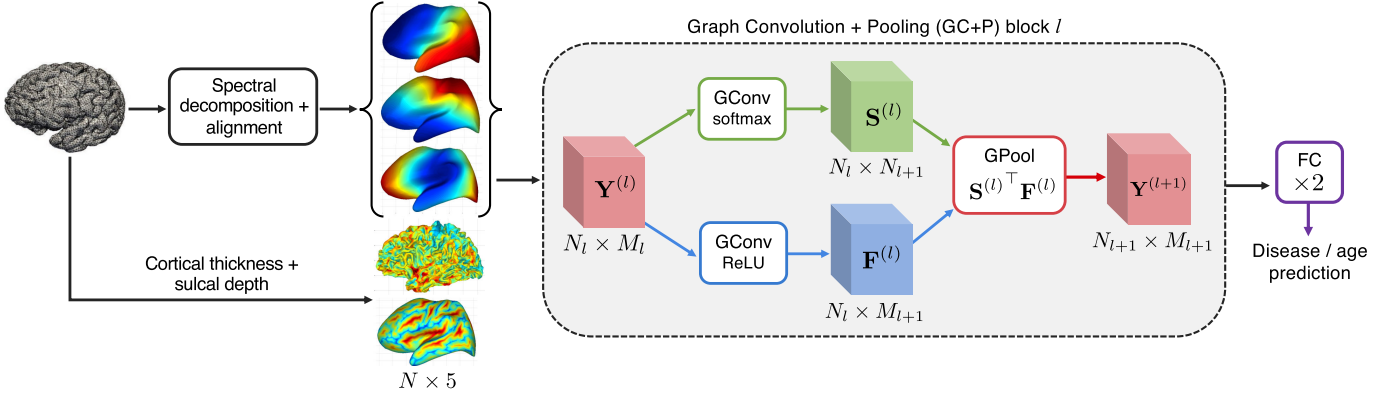 Graph Convolution + Pooling (GC+P) block l
Spectral
decomposition +
alignment
Cortical thickness +
sulcal depth
N × 5
Y^(l)
N_l × M_l
GConv
softmax
S^(l)
N_l × N_{l+1}
GConv
ReLU
F^(l)
N_l × M_{l+1}
GPool
S^(l)⊤ F^(l)
Y^(l+1)
N_{l+1} × M_{l+1}
FC
×2
Disease / age
prediction